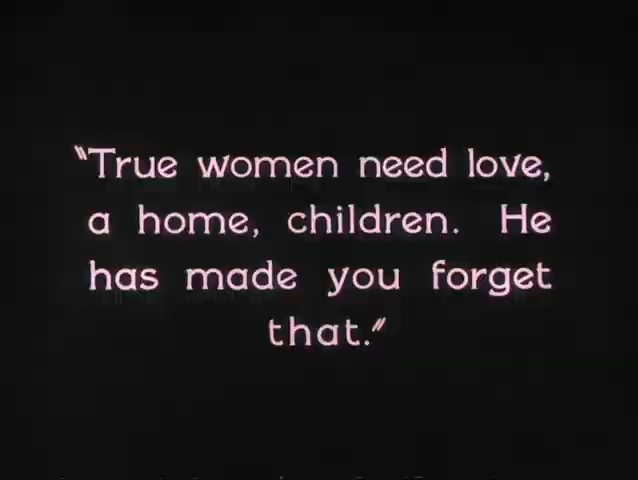 "True women need love,
a home, children. He
has made you forget
that."